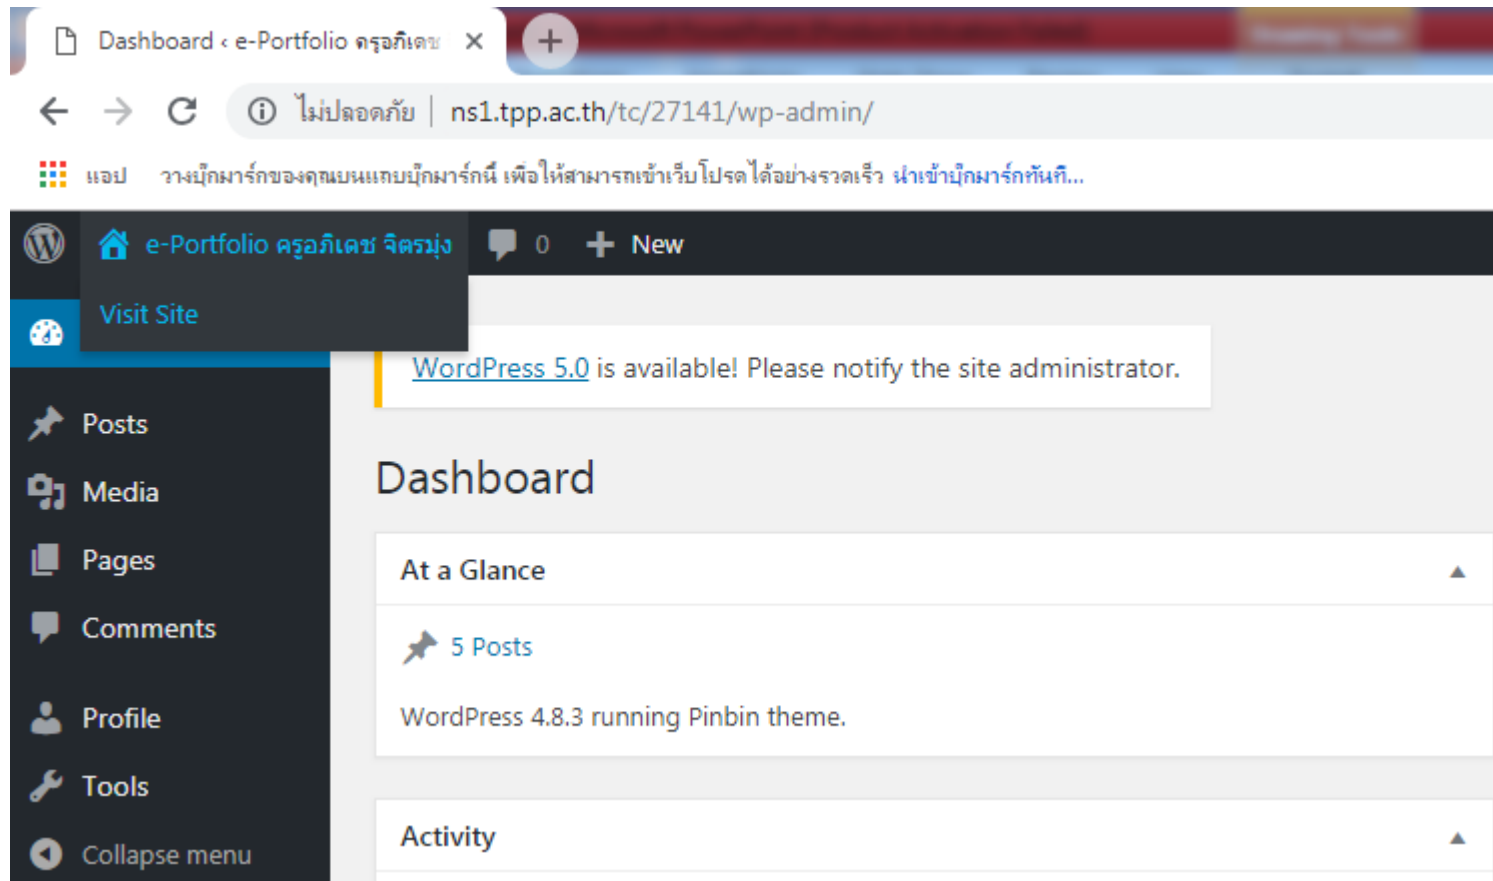 Dashboard ‹ e-Portfolio ครูอภิเดช
ไม่ปลอดภัย | ns1.tpp.ac.th/tc/27141/wp-admin/
แอป วางบุ๊กมาร์กของคุณบนแถบบุ๊กมาร์กนี้ เพื่อให้สามารถเข้าเว็บโปรดได้อย่างรวดเร็ว นำเข้าบุ๊กมาร์กทันที...
e-Portfolio ครูอภิเดช จิตรมุ่ง 0 New
Visit Site
WordPress 5.0 is available! Please notify the site administrator.
Posts
Media
Pages
Comments
Profile
Tools
Collapse menu
Dashboard
At a Glance
5 Posts
WordPress 4.8.3 running Pinbin theme.
Activity